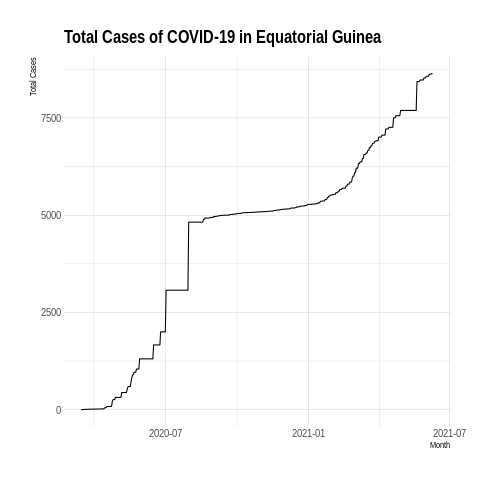 Total Cases of COVID-19 in Equatorial Guinea
Total Cases
7500
5000
2500
0
2020-07
2021-01
2021-07
Month